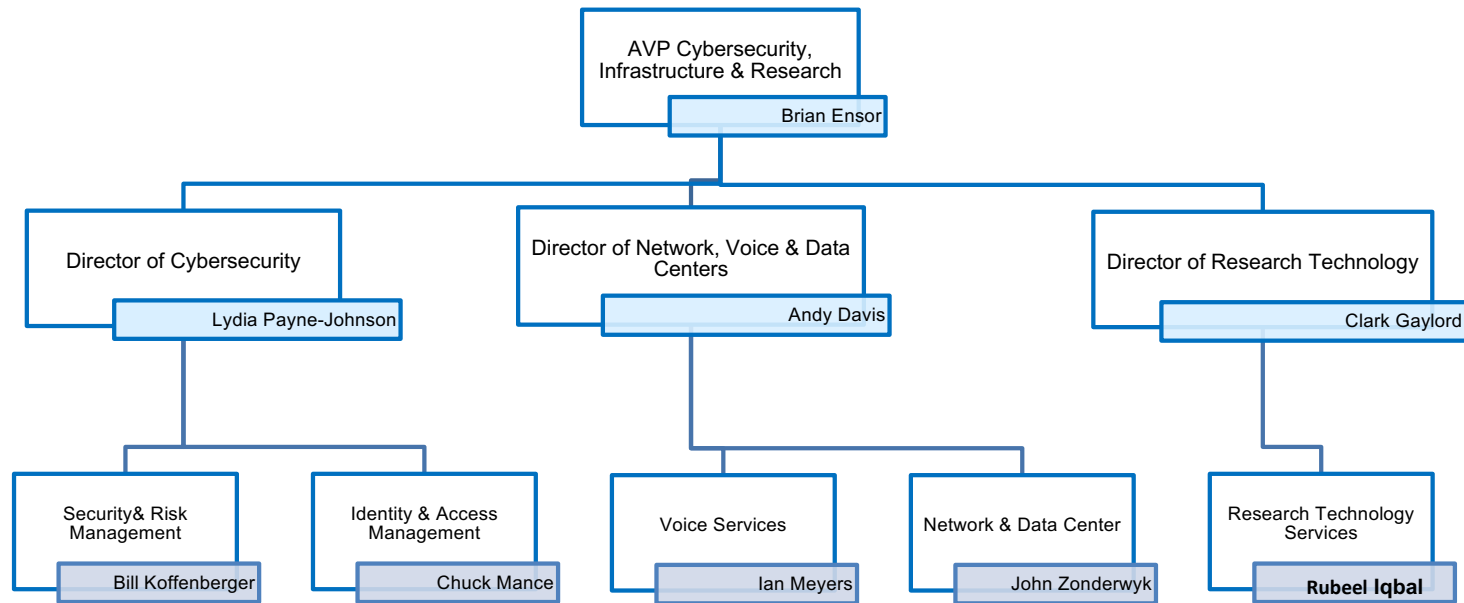 AVP Cybersecurity,
Infrastructure & Research
Brian Ensor
Director of Cybersecurity
Lydia Payne-Johnson
Director of Network, Voice & Data
Centers
Andy Davis
Director of Research Technology
Clark Gaylord
Security& Risk
Management
Bill Koffenberger
Identity & Access
Management
Chuck Mance
Voice Services
Ian Meyers
Network & Data Center
John Zonderwyk
Research Technology
Services
Rubeel Iqbal